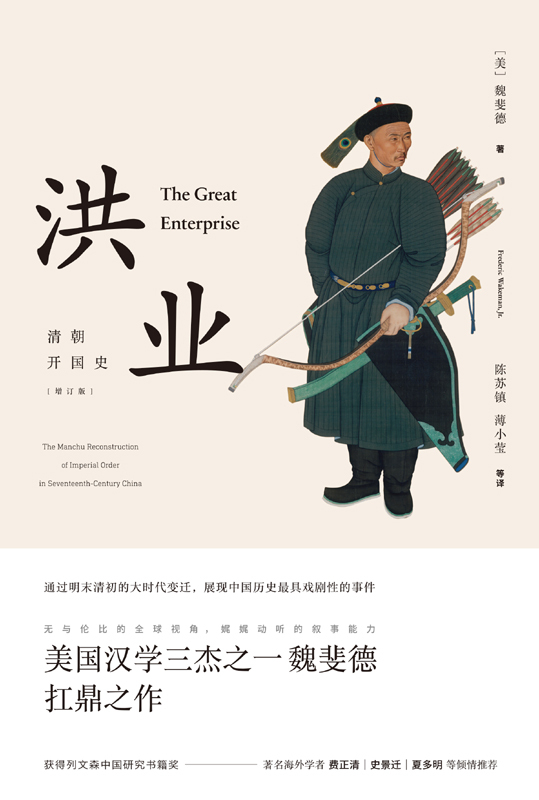 [美] 魏斐德 著
Frederic Wakeman, Jr.
陈苏镇 薄小莹 等译
洪业
The Great
Enterprise
清朝
开国史
[增订版]
The Manchu Reconstruction
of Imperial Order
in Seventeenth-Century China
通过明末清初的大时代变迁，展现中国历史最具戏剧性的事件
无与伦比的全球视角，娓娓动听的叙事能力
美国汉学三杰之一 魏斐德
扛鼎之作
获得列文森中国研究书籍奖 —— 著名海外学者 费正清｜史景迁｜夏多明 等倾情推荐